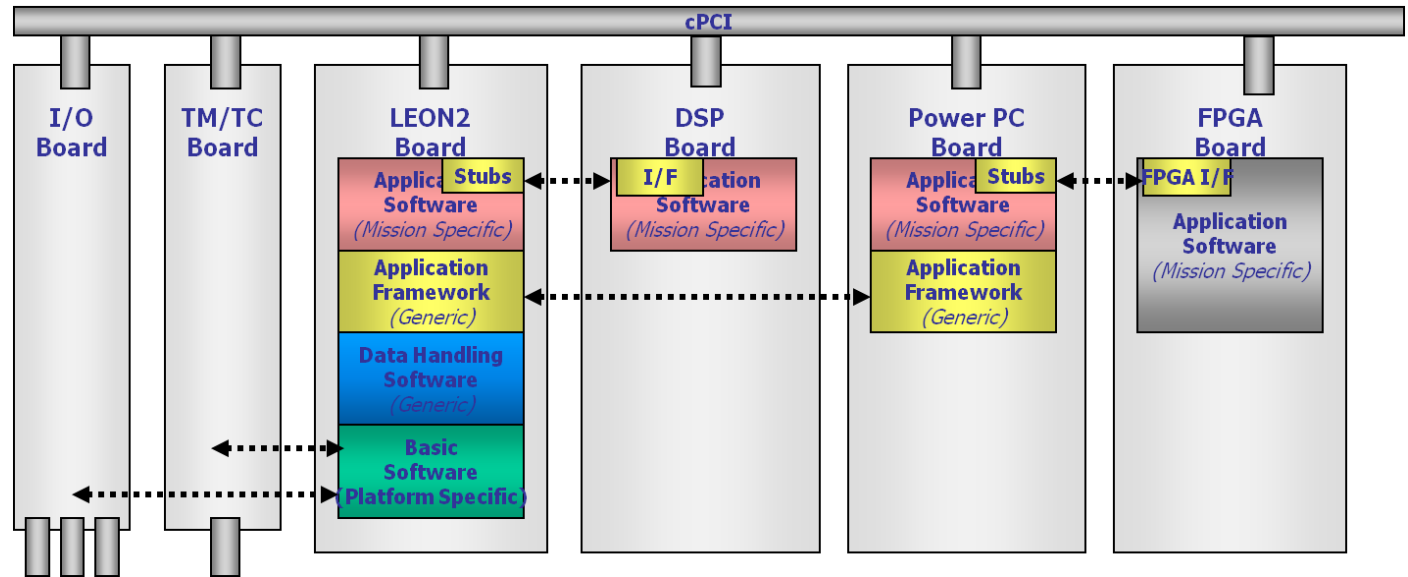 cPCI
I/O
Board
TM/TC
Board
LEON2
Board
Stubs
Software
(Mission Specific)
Application
Framework
(Generic)
Data Handling
Software
(Generic)
Basic
Software
(Platform Specific)
DSP
Board
I/F
Software
(Mission Specific)
Power PC
Board
Stubs
Software
(Mission Specific)
Application
Framework
(Generic)
FPGA
Board
FPGA I/F
Application
Software
(Mission Specific)